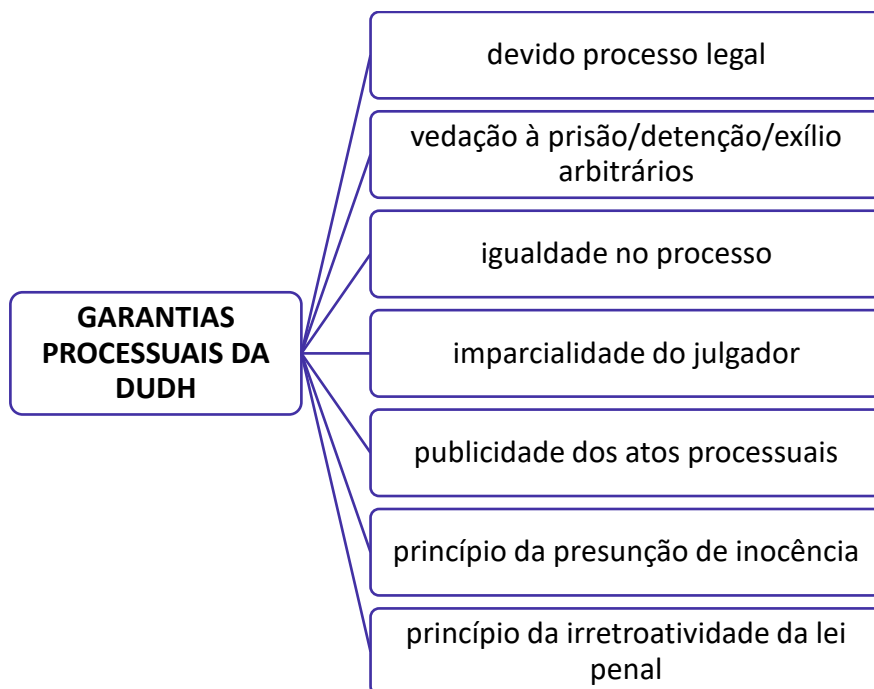 devido processo legal
vedação à prisão/detenção/exílio
arbitrários
igualdade no processo
GARANTIAS
PROCESSUAIS DA
DUDH
imparcialidade do julgador
publicidade dos atos processuais
princípio da presunção de inocência
princípio da irretroatividade da lei
penal